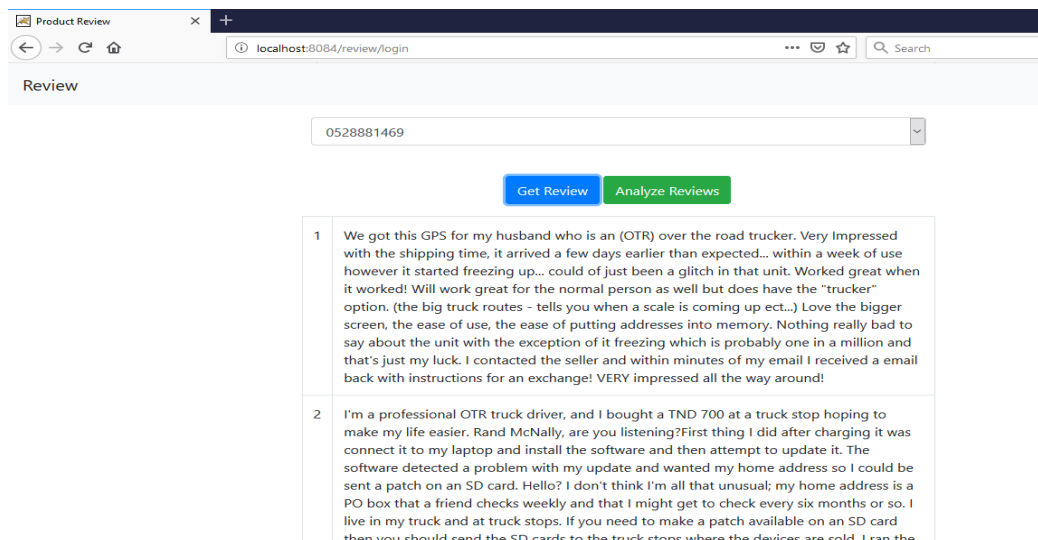 Product Review
localhost:8084/review/login
Search
Review
0528881469
Get Review
Analyze Reviews
1
We got this GPS for my husband who is an (OTR) over the road trucker. Very Impressed
with the shipping time, it arrived a few days earlier than expected... within a week of use
however it started freezing up... could of just been a glitch in that unit. Worked great when
it worked! Will work great for the normal person as well but does have the "trucker"
option. (the big truck routes - tells you when a scale is coming up ect...) Love the bigger
screen, the ease of use, the ease of putting addresses into memory. Nothing really bad to
say about the unit with the exception of it freezing which is probably one in a million and
that's just my luck. I contacted the seller and within minutes of my email I received a email
back with instructions for an exchange! VERY impressed all the way around!
2
I'm a professional OTR truck driver, and I bought a TND 700 at a truck stop hoping to
make my life easier. Rand McNally, are you listening?First thing I did after charging it was
connect it to my laptop and install the software and then attempt to update it. The
software detected a problem with my update and wanted my home address so I could be
sent a patch on an SD card. Hello? I don't think I'm all that unusual; my home address is a
PO box that a friend checks weekly and that I might get to check every six months or so. I
live in my truck and at truck stops. If you need to make a patch available on an SD card
then you should send the SD cards to the truck stops where the devices are sold. I ran the